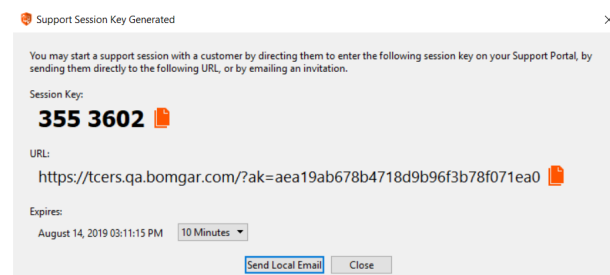 Support Session Key Generated
You may start a support session with a customer by directing them to enter the following session key on your Support Portal, by
sending them directly to the following URL, or by emailing an invitation.
Session Key:
355 3602
URL:
https://tcers.qa.bomgar.com/?ak=aea19ab678b4718d9b96f3b78f071ea0
Expires:
August 14, 2019 03:11:15 PM 10 Minutes
Send Local Email Close